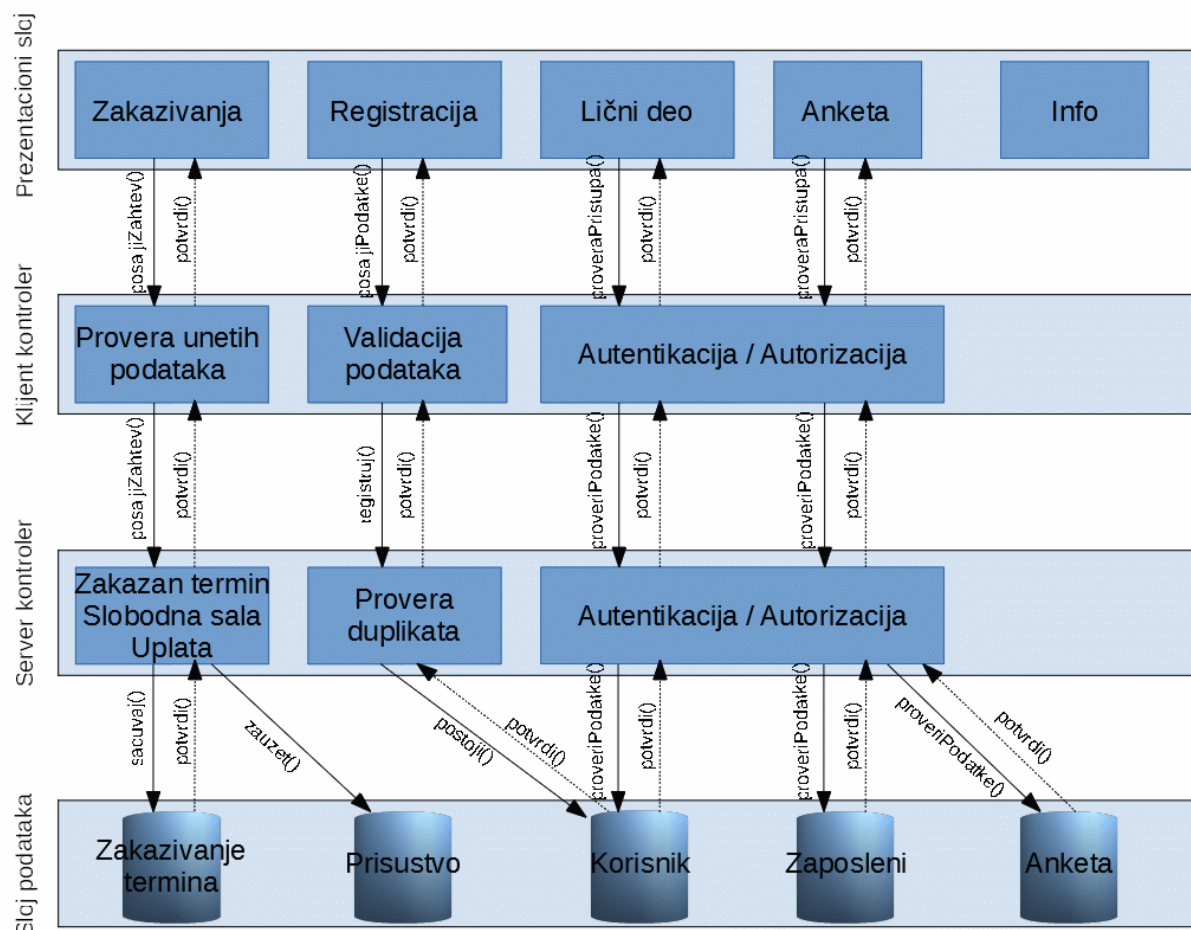 Prezentacioni sloj
Zakazivanja
Registracija
Lični deo
Anketa
Info
posaljiZahtev()
potvrdi()
posaljiPodatke()
potvrdi()
proveraPristupa()
potvrdi()
proveraPristupa()
potvrdi()
Klijent kontroler
Provera unetih
podataka
Validacija
podataka
Autentikacija / Autorizacija
posaljiZahtev()
potvrdi()
registruj()
potvrdi()
proveriPodatke()
potvrdi()
proveriPodatke()
potvrdi()
Server kontroler
Zakazan termin
Slobodna sala
Uplata
Provera
duplikata
Autentikacija / Autorizacija
sacuvaj()
potvrdi()
zauzet()
postoji()
potvrdi()
proveriPodatke()
potvrdi()
proveriPodatke()
potvrdi()
proveriPodatke()
potvrdi()
Sloj podataka
Zakazivanje
termina
Prisustvo
Korisnik
Zaposleni
Anketa